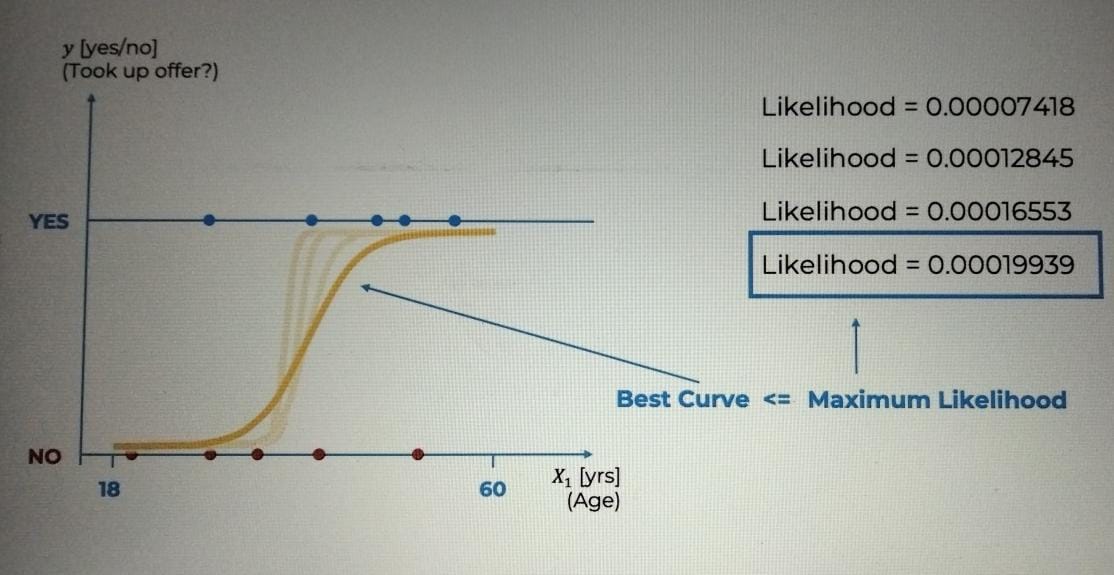 y [yes/no]
(Took up offer?)
YES
NO
18
60
X₁ [yrs]
(Age)
Likelihood = 0.00007418
Likelihood = 0.00012845
Likelihood = 0.00016553
Likelihood = 0.00019939
Best Curve <= Maximum Likelihood